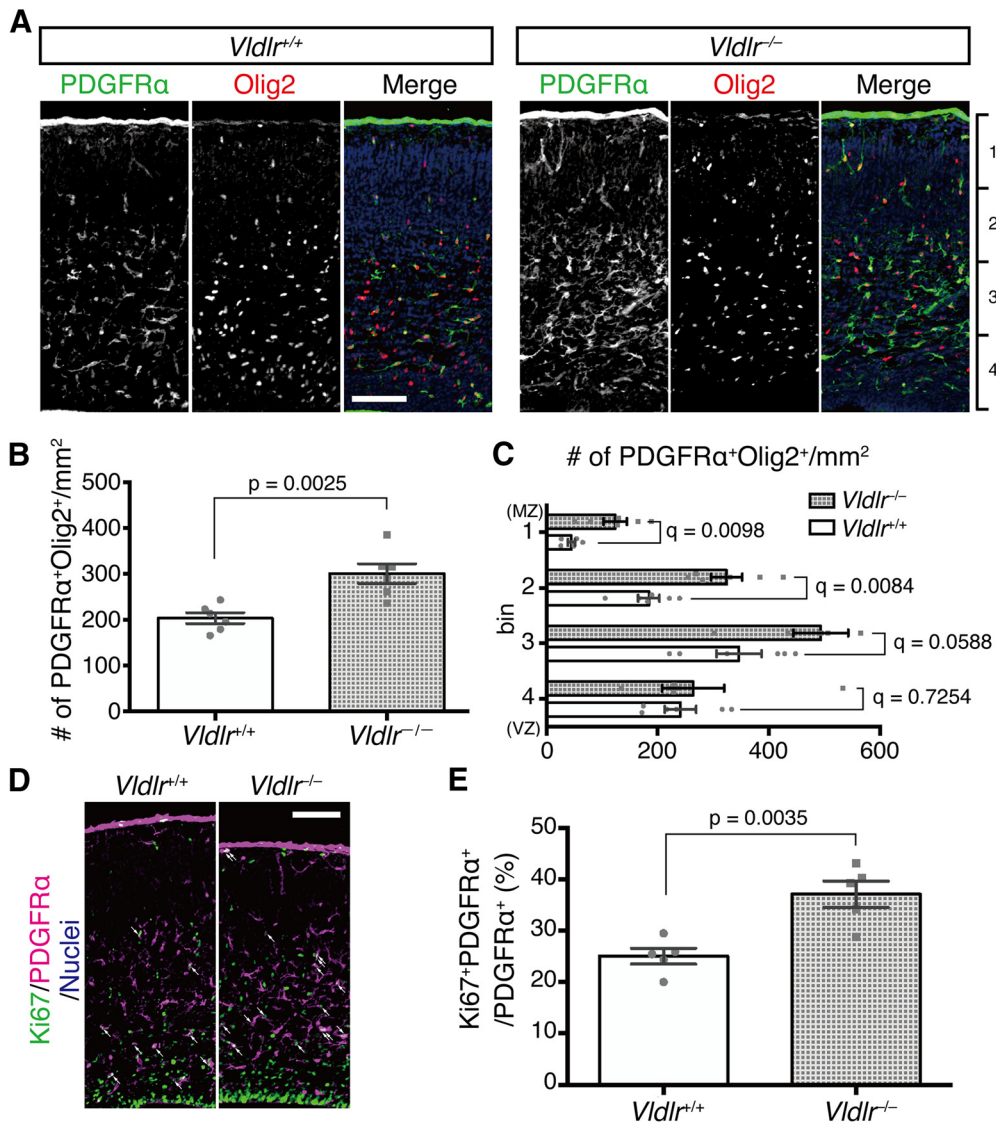 A
Vldlr+/+
Vldlr–/–
PDGFRα Olig2 Merge
PDGFRα Olig2 Merge
1
2
3
4
B
# of PDGFRα+Olig2+/mm2
500
400
300
200
100
0
p = 0.0025
Vldlr+/+
Vldlr–/–
C
# of PDGFRα+Olig2+/mm2
Vldlr–/–
Vldlr+/+
bin
(MZ)
1
2
3
4
(VZ)
q = 0.0098
q = 0.0084
q = 0.0588
q = 0.7254
0 200 400 600
D
Vldlr+/+
Vldlr–/–
Ki67/PDGFRα
/Nuclei
E
Ki67+PDGFRα+
/PDGFRα+ (%)
50
40
30
20
10
0
p = 0.0035
Vldlr+/+
Vldlr–/–